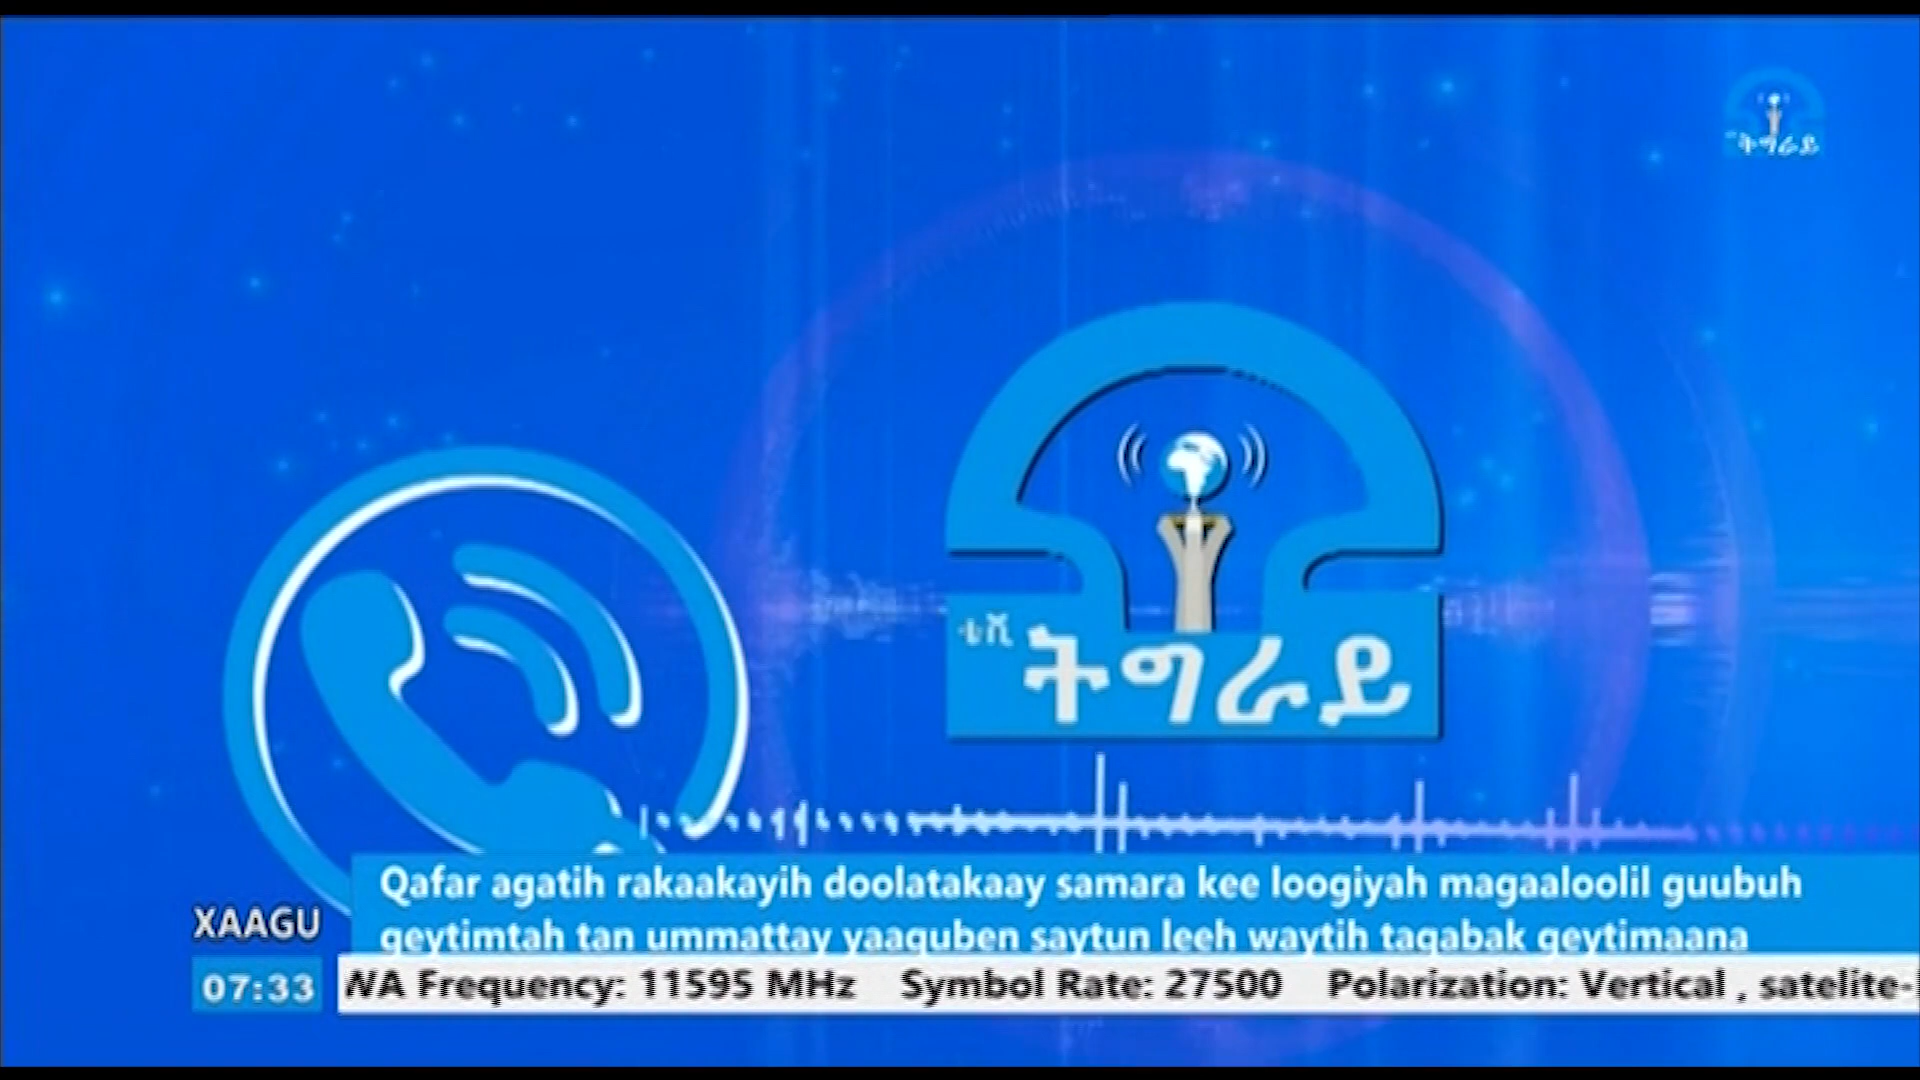 ትግራይ
ቲቪ
ትግራይ
Qafar agatih rakaakayih doolatakaay samara kee loogiyah magaaloolil guubuh
geytimtah tan ummattay yaaquben saytun leeh waytih taqabak geytimaana
XAAGU
07:33
WA Frequency: 11595 MHz Symbol Rate: 27500 Polarization: Vertical , satelite-